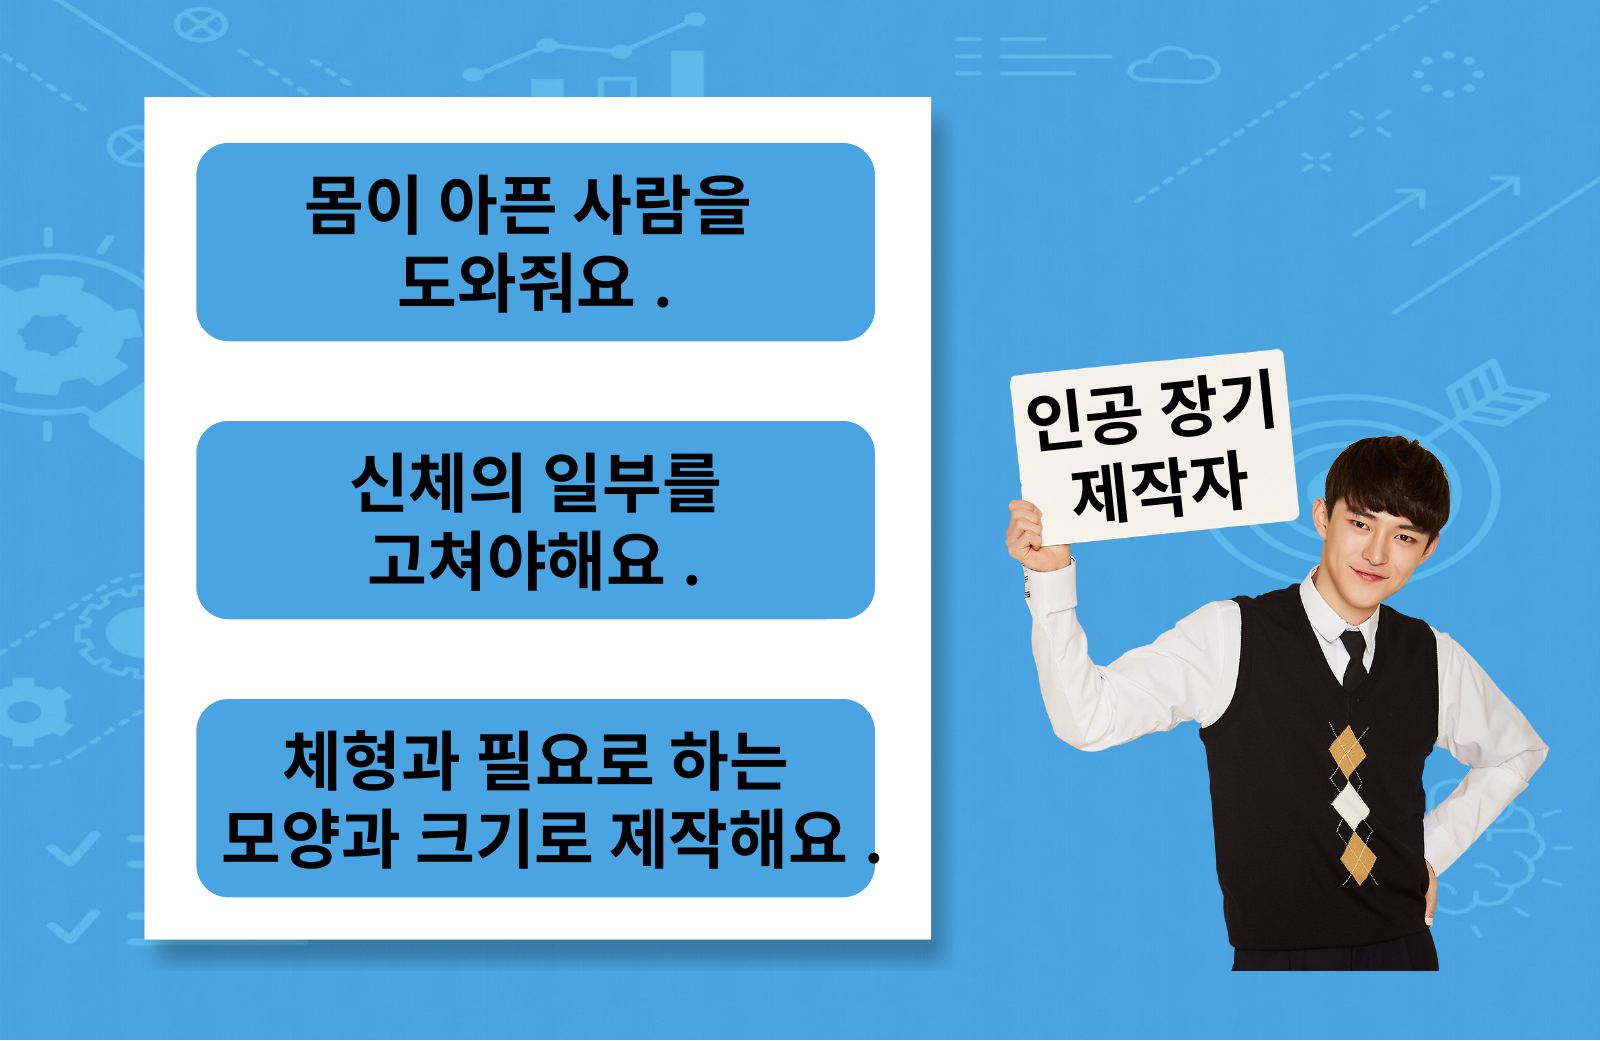 몸이 아픈 사람을
도와줘요 .
신체의 일부를
고쳐야해요 .
체형과 필요로 하는
모양과 크기로 제작해요 .
인공 장기
제작자